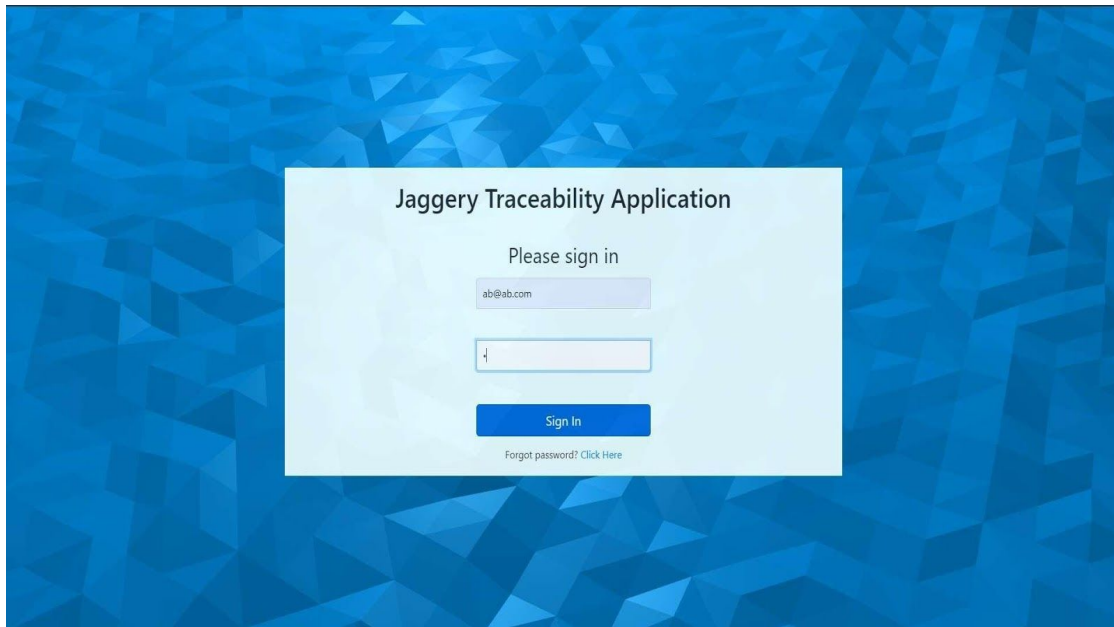 Jaggery Traceability Application
Please sign in
ab@ab.com
•
Sign In
Forgot password? Click Here